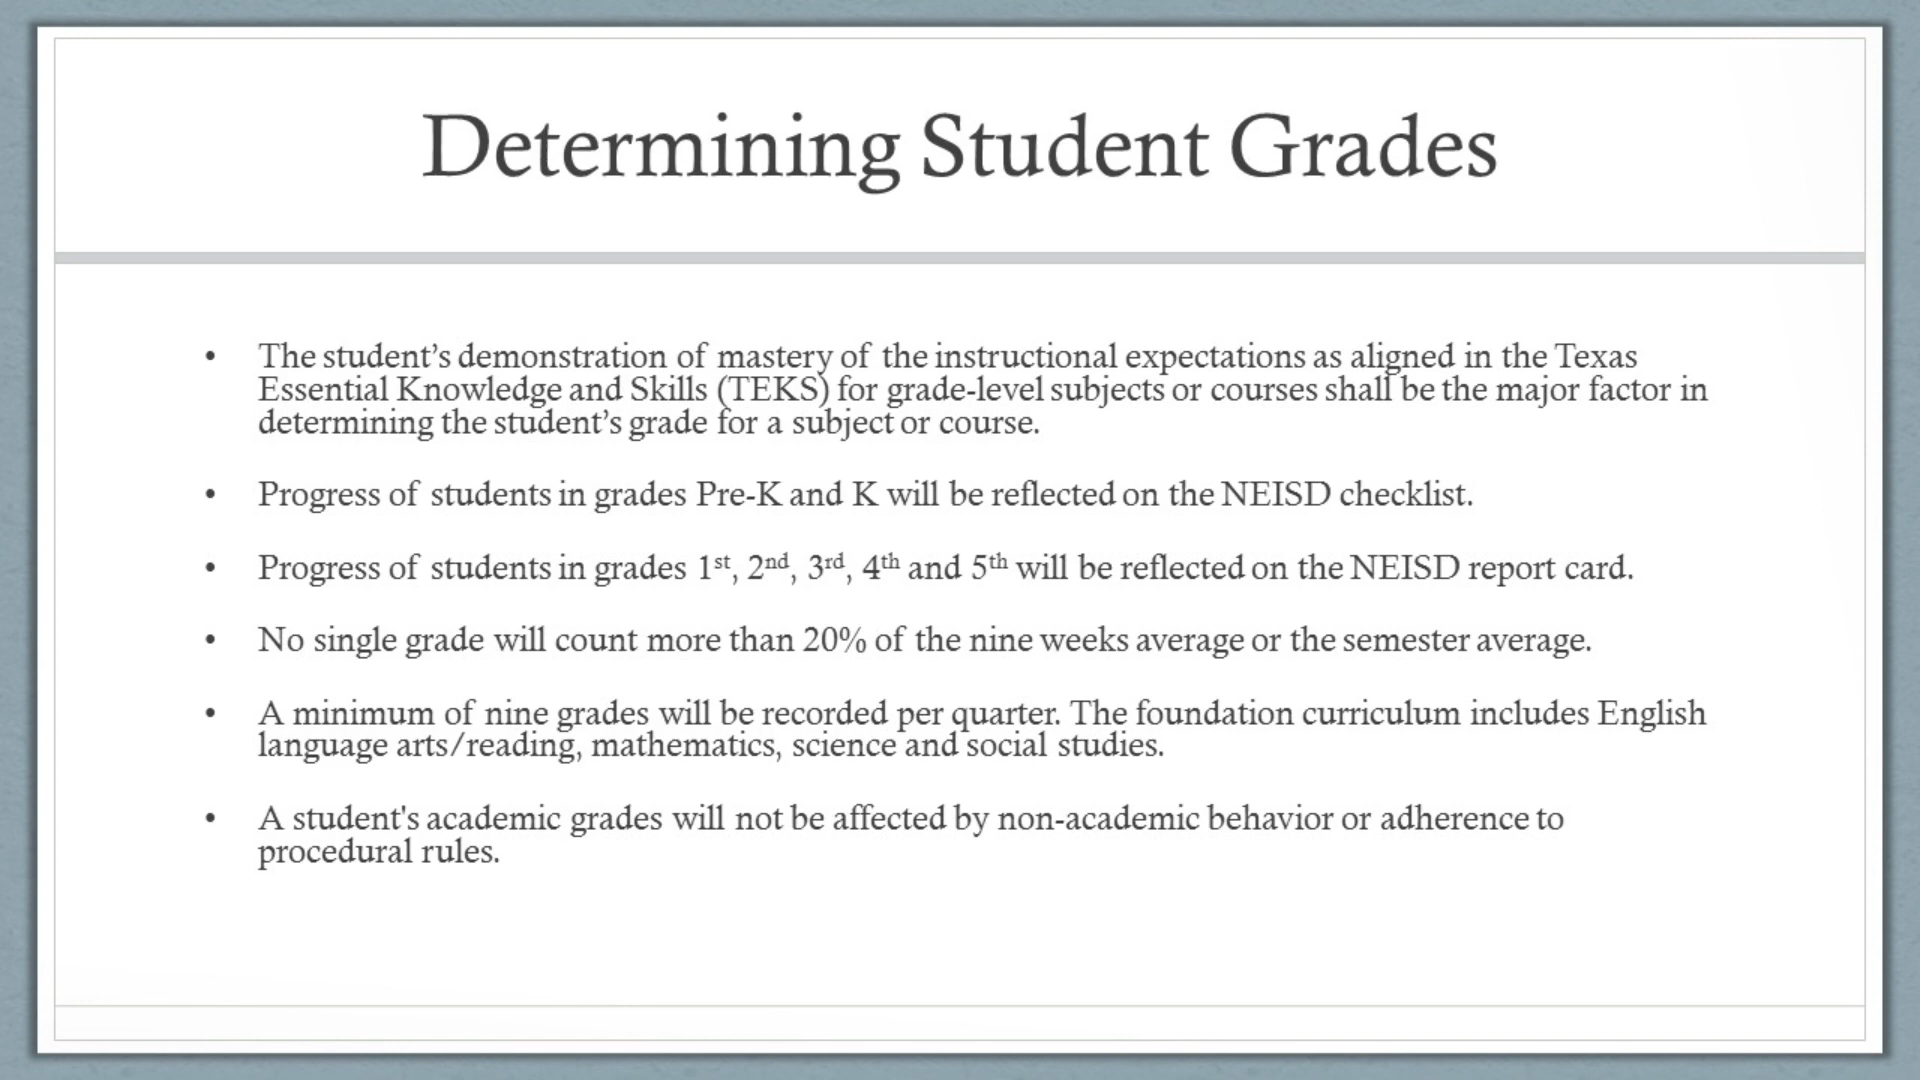 Determining Student Grades
• The student’s demonstration of mastery of the instructional expectations as aligned in the Texas
Essential Knowledge and Skills (TEKS) for grade-level subjects or courses shall be the major factor in
determining the student’s grade for a subject or course.
• Progress of students in grades Pre-K and K will be reflected on the NEISD checklist.
• Progress of students in grades 1st, 2nd, 3rd, 4th and 5th will be reflected on the NEISD report card.
• No single grade will count more than 20% of the nine weeks average or the semester average.
• A minimum of nine grades will be recorded per quarter. The foundation curriculum includes English
language arts/reading, mathematics, science and social studies.
• A student's academic grades will not be affected by non-academic behavior or adherence to
procedural rules.